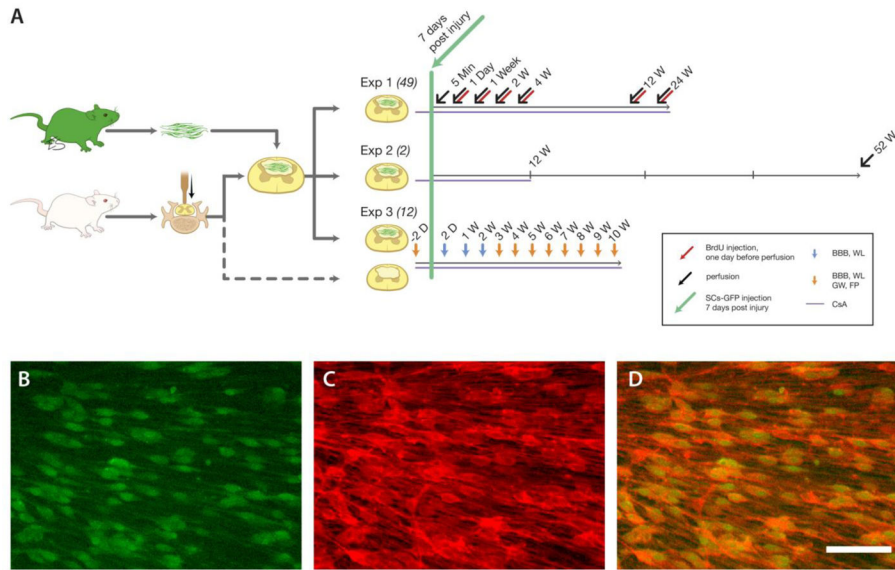 A
7 days
post injury
Exp 1 (49)
5 Min
1 Day
1 Week
2 W
4 W
12 W
24 W
Exp 2 (2)
12 W
52 W
Exp 3 (12)
-2 D
2 D
1 W
2 W
3 W
4 W
5 W
6 W
7 W
8 W
9 W
10 W
BrdU injection,
one day before perfusion
BBB, WL
perfusion
BBB, WL
GW, FP
SCs-GFP injection
7 days post injury
CsA
B
C
D